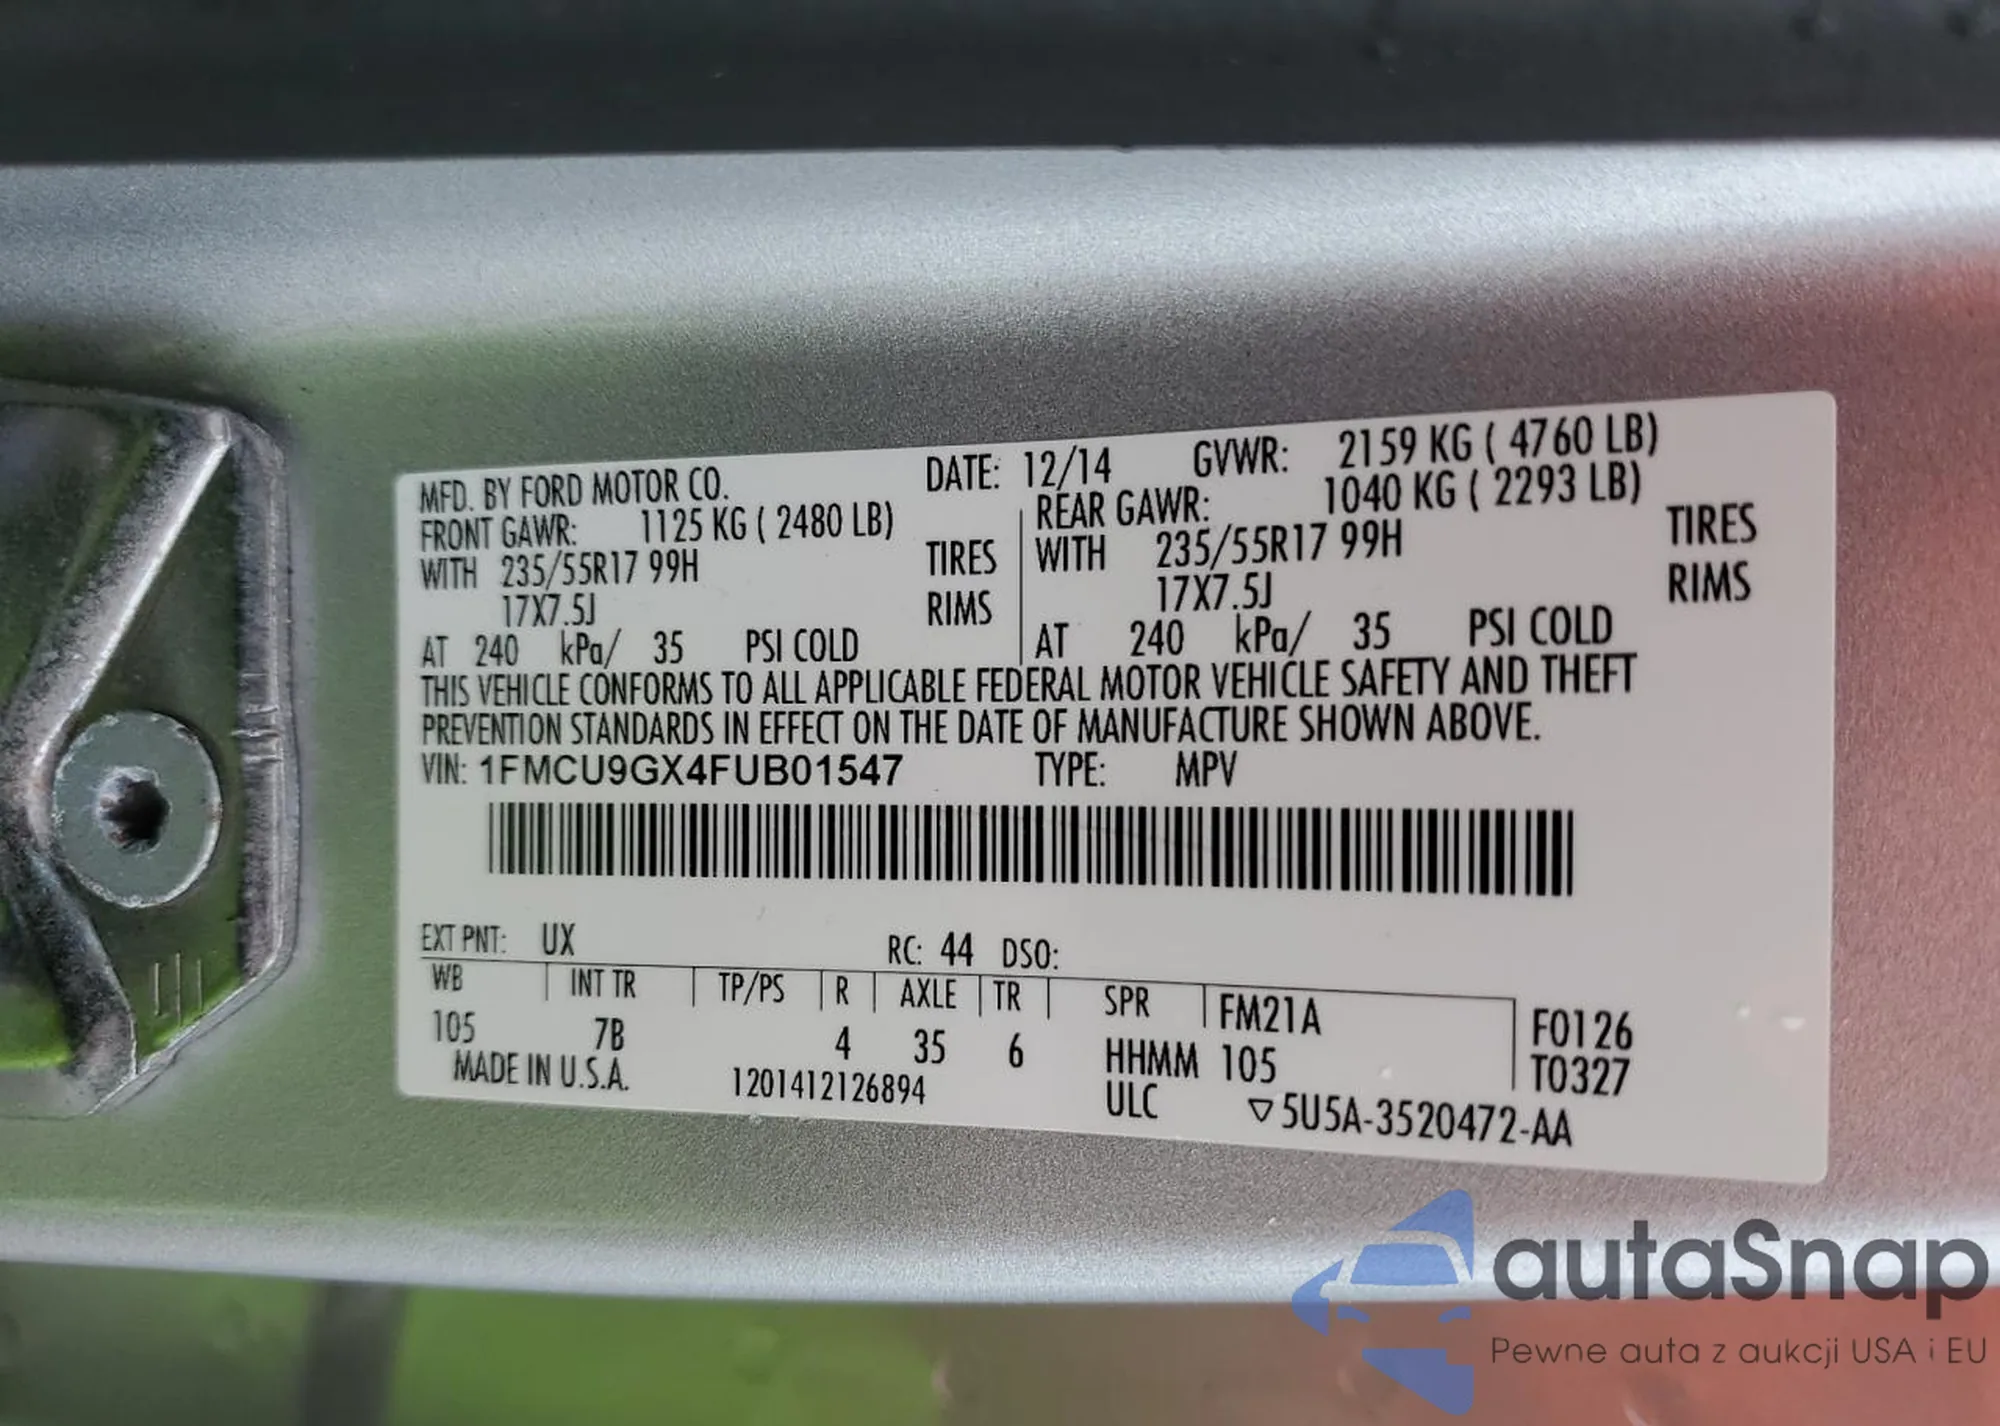 MFD. BY FORD MOTOR CO. DATE: 12/14 GVWR: 2159 KG ( 4760 LB)
FRONT GAWR: 1125 KG ( 2480 LB) REAR GAWR: 1040 KG ( 2293 LB)
WITH 235/55R17 99H TIRES WITH 235/55R17 99H TIRES
17X7.5J RIMS 17X7.5J RIMS
AT 240 kPa/ 35 PSI COLD AT 240 kPa/ 35 PSI COLD
THIS VEHICLE CONFORMS TO ALL APPLICABLE FEDERAL MOTOR VEHICLE SAFETY AND THEFT
PREVENTION STANDARDS IN EFFECT ON THE DATE OF MANUFACTURE SHOWN ABOVE.
VIN: 1FMCU9GX4FUB01547 TYPE: MPV
EXT PNT: UX RC: 44 DSO:
WB INT TR TP/PS R AXLE TR SPR FM21A F0126
105 7B 4 35 6 HHMM 105 T0327
MADE IN U.S.A. 1201412126894 ULC ▽5U5A-3520472-AA
autaSnap
Pewne auta z aukcji USA i EU